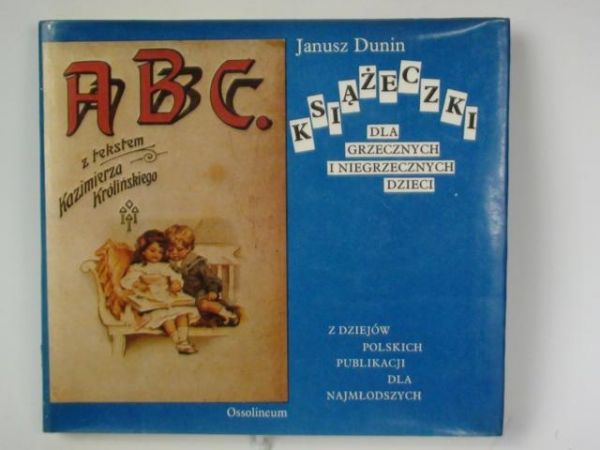 ABC.
z tekstem
Kazimierza
Królińskiego
Ossolineum
Janusz Dunin
KSIĄŻECZKI
DLA
GRZECZNYCH
I NIEGRZECZNYCH
DZIECI
Z DZIEJÓW
POLSKICH
PUBLIKACJI
DLA
NAJMŁODSZYCH